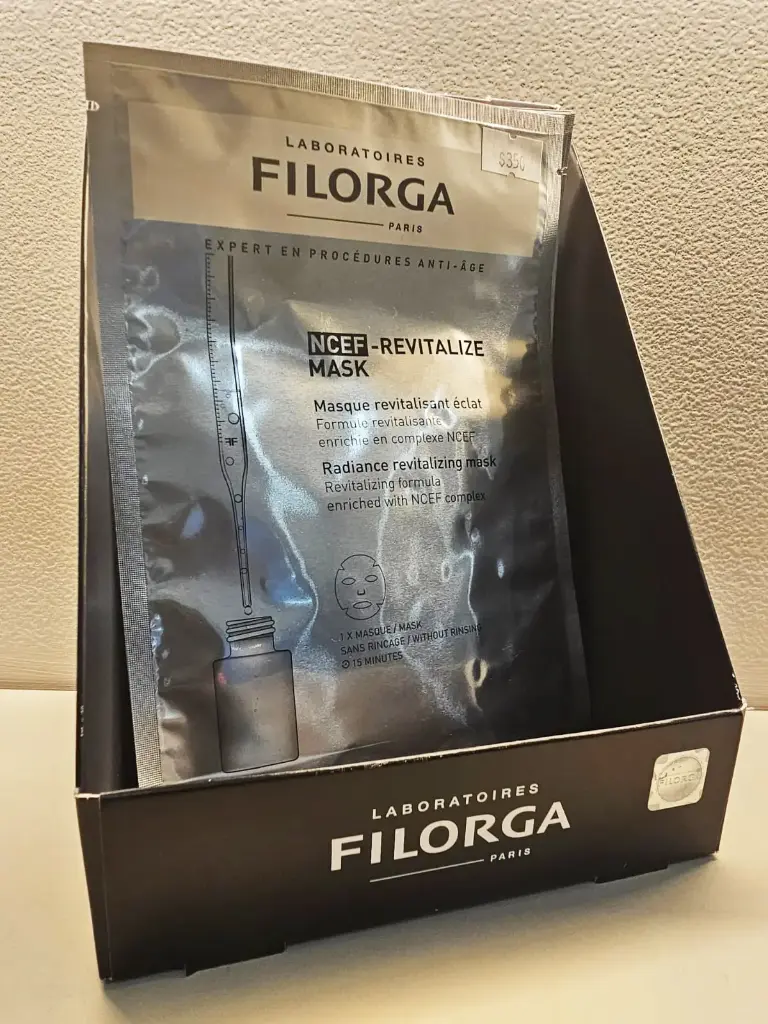 LABORATOIRES
FILORGA
PARIS
$350
EXPERT EN PROCÉDURES ANTI-ÂGE
NCEF-REVITALIZE
MASK
Masque revitalisant éclat
Formule revitalisante
enrichie en complexe NCEF
Radiance revitalizing mask
Revitalizing formula
enriched with NCEF complex
1 X MASQUE / MASK
SANS RINCAGE / WITHOUT RINSING
15 MINUTES
LABORATOIRES
FILORGA
PARIS
FILORGA